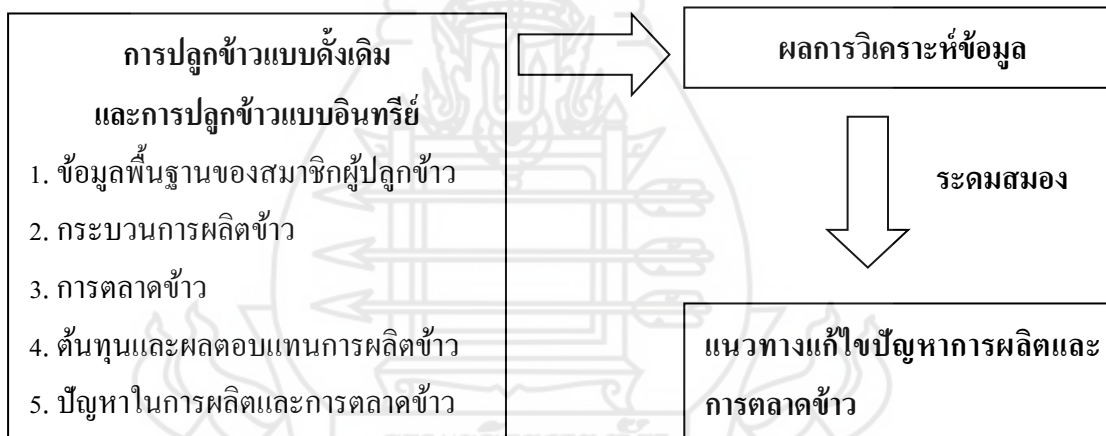 การปลูกข้าวแบบดั้งเดิม
และการปลูกข้าวแบบอินทรีย์
1. ข้อมูลพื้นฐานของสมาชิกผู้ปลูกข้าว
2. กระบวนการผลิตข้าว
3. การตลาดข้าว
4. ต้นทุนและผลตอบแทนการผลิตข้าว
5. ปัญหาในการผลิตและการตลาดข้าว
ผลการวิเคราะห์ข้อมูล
ระดมสมอง
แนวทางแก้ไขปัญหาการผลิตและ
การตลาดข้าว